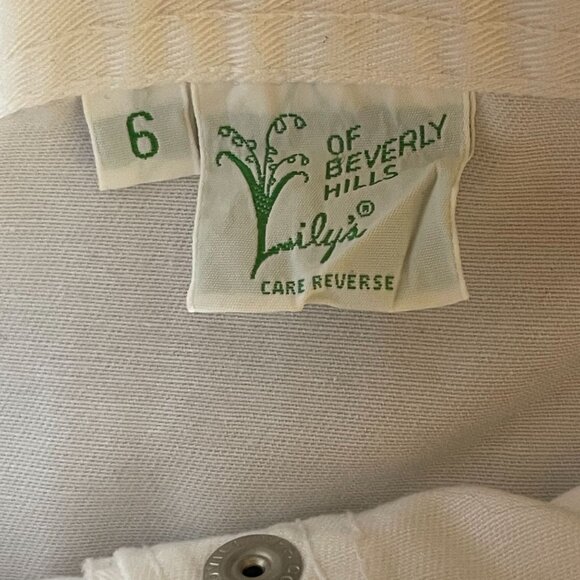 6
OF
BEVERLY
HILLS
Lily's®
CARE REVERSE